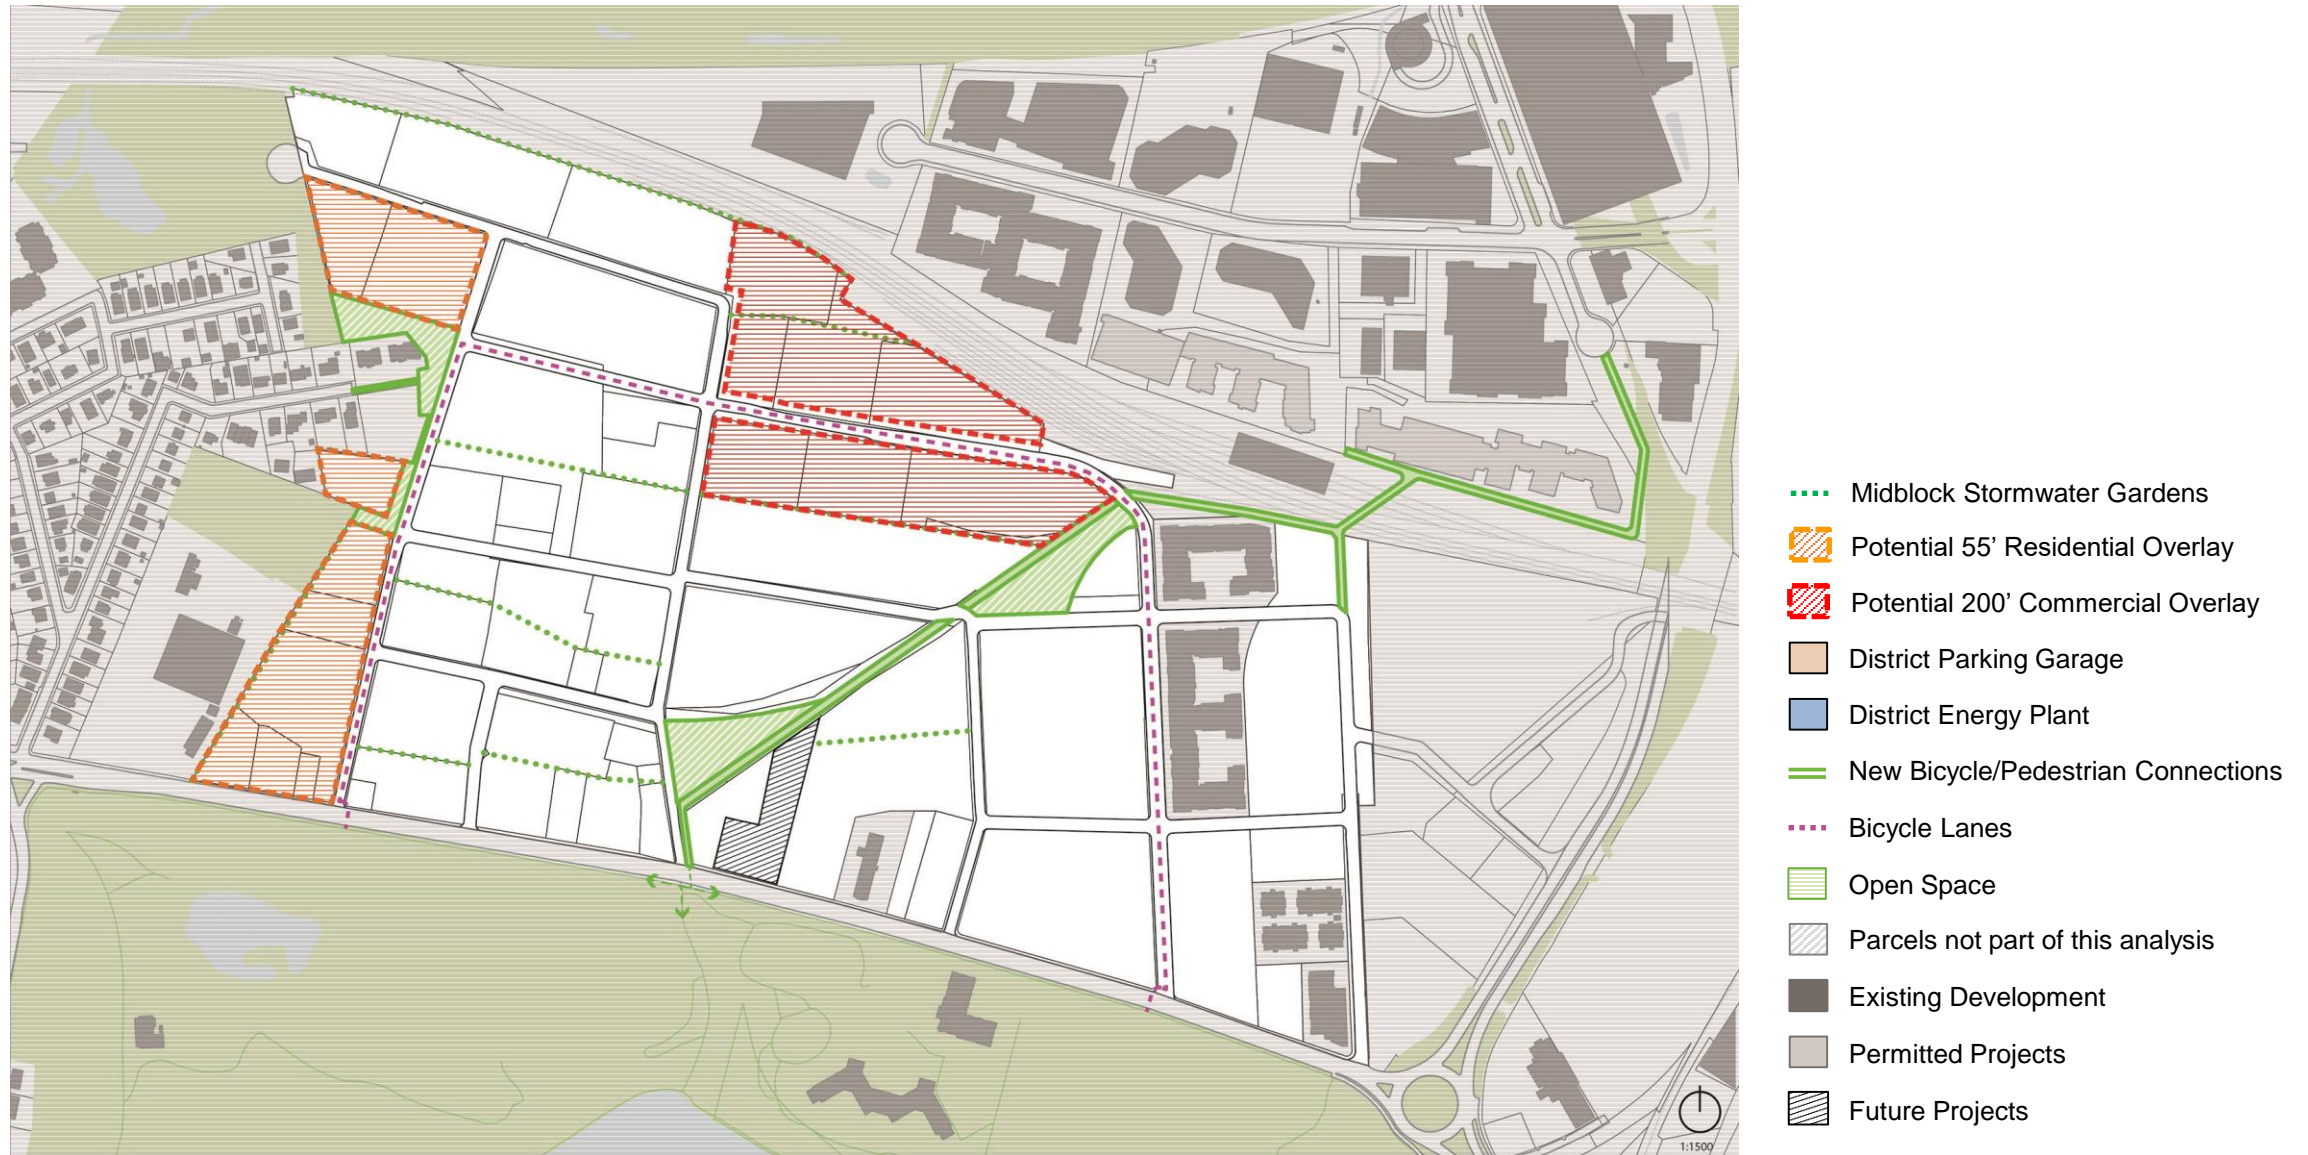 Midblock Stormwater Gardens
Potential 55’ Residential Overlay
Potential 200’ Commercial Overlay
District Parking Garage
District Energy Plant
New Bicycle/Pedestrian Connections
Bicycle Lanes
Open Space
Parcels not part of this analysis
Existing Development
Permitted Projects
Future Projects
1:1500